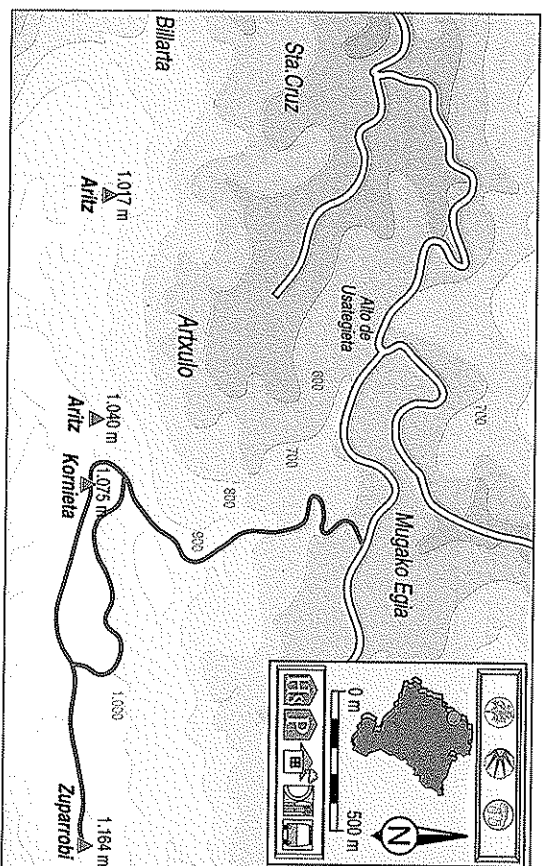 Billarta
Sta.Cruz
1.017 m
Aritz
Artxulo
Alto de
Usategieta
600
700
700
800
900
1.040 m
Aritz
1.075 m
Kornieta
Mugako Egia
1.000
1.164 m
Zuparrobi
0 m
500 m
N
P